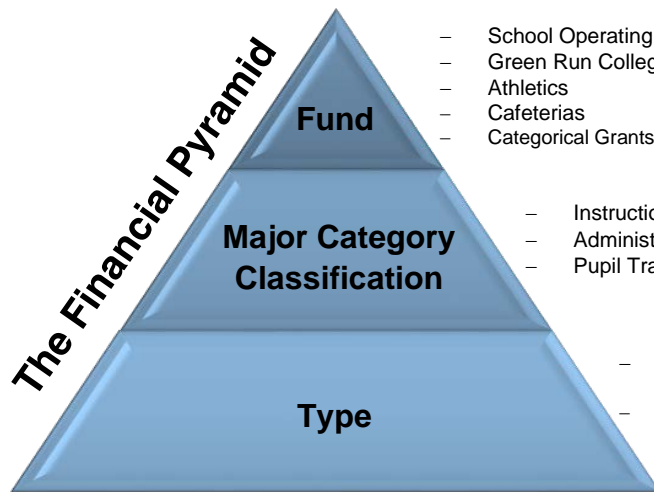 The Financial Pyramid
Fund
– School Operating
– Green Run Colleg
– Athletics
– Cafeterias
– Categorical Grants
Major Category
Classification
– Instructio
– Administ
– Pupil Tra
Type
–
–